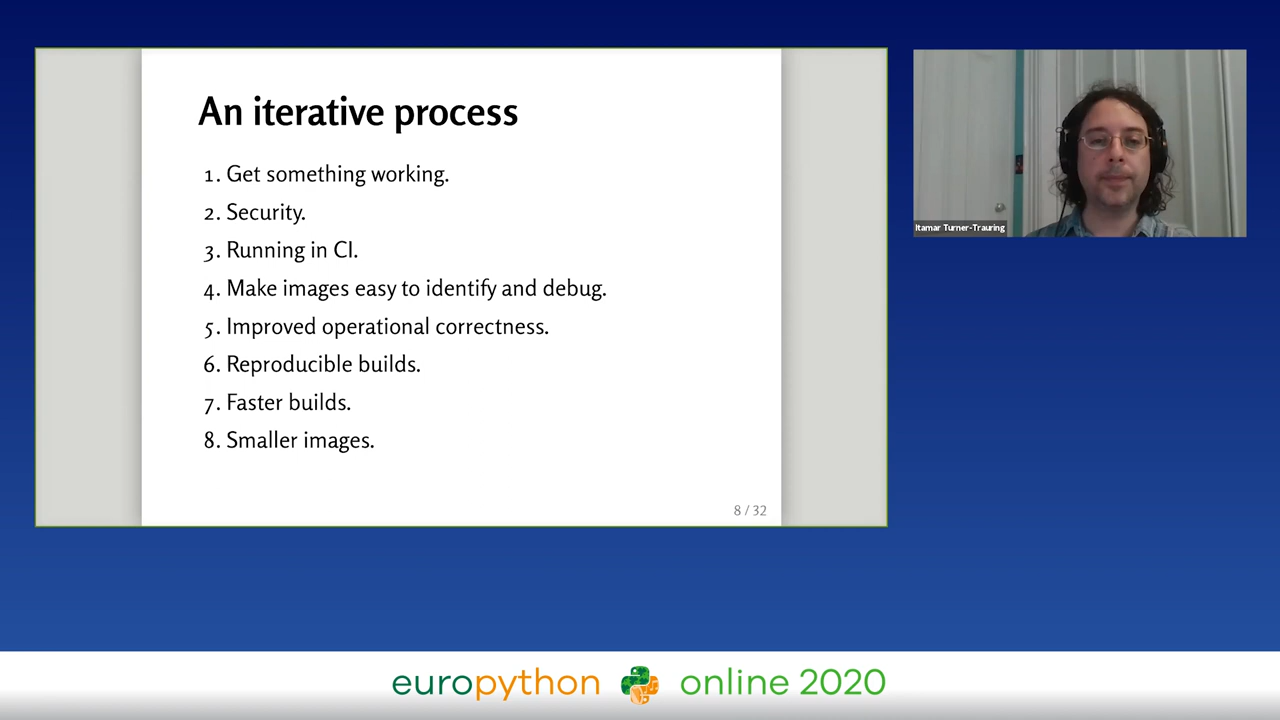 An iterative process
1. Get something working.
2. Security.
3. Running in CI.
4. Make images easy to identify and debug.
5. Improved operational correctness.
6. Reproducible builds.
7. Faster builds.
8. Smaller images.
8 / 32
Itamar Turner-Trauring
europython online 2020